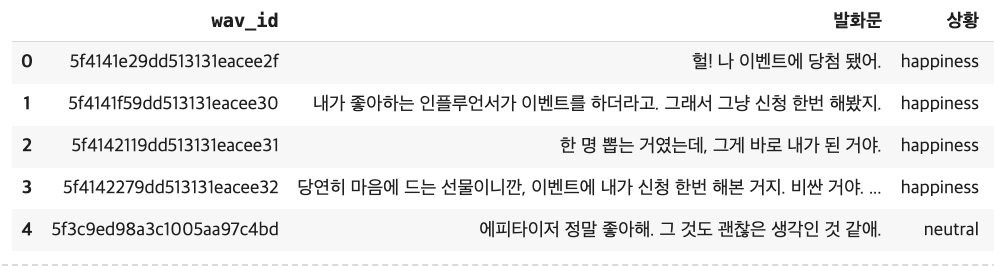 wav_id 발화문 상황
0 5f4141e29dd513131eacee2f 헐! 나 이벤트에 당첨 됐어. happiness
1 5f4141f59dd513131eacee30 내가 좋아하는 인플루언서가 이벤트를 하더라고. 그래서 그냥 신청 한번 해봤지. happiness
2 5f4142119dd513131eacee31 한 명 뽑는 거였는데, 그게 바로 내가 된 거야. happiness
3 5f4142279dd513131eacee32 당연히 마음에 드는 선물이니깐, 이벤트에 내가 신청 한번 해본 거지. 비싼 거야. ... happiness
4 5f3c9ed98a3c1005aa97c4bd 에피타이저 정말 좋아해. 그 것도 괜찮은 생각인 것 같애. neutral